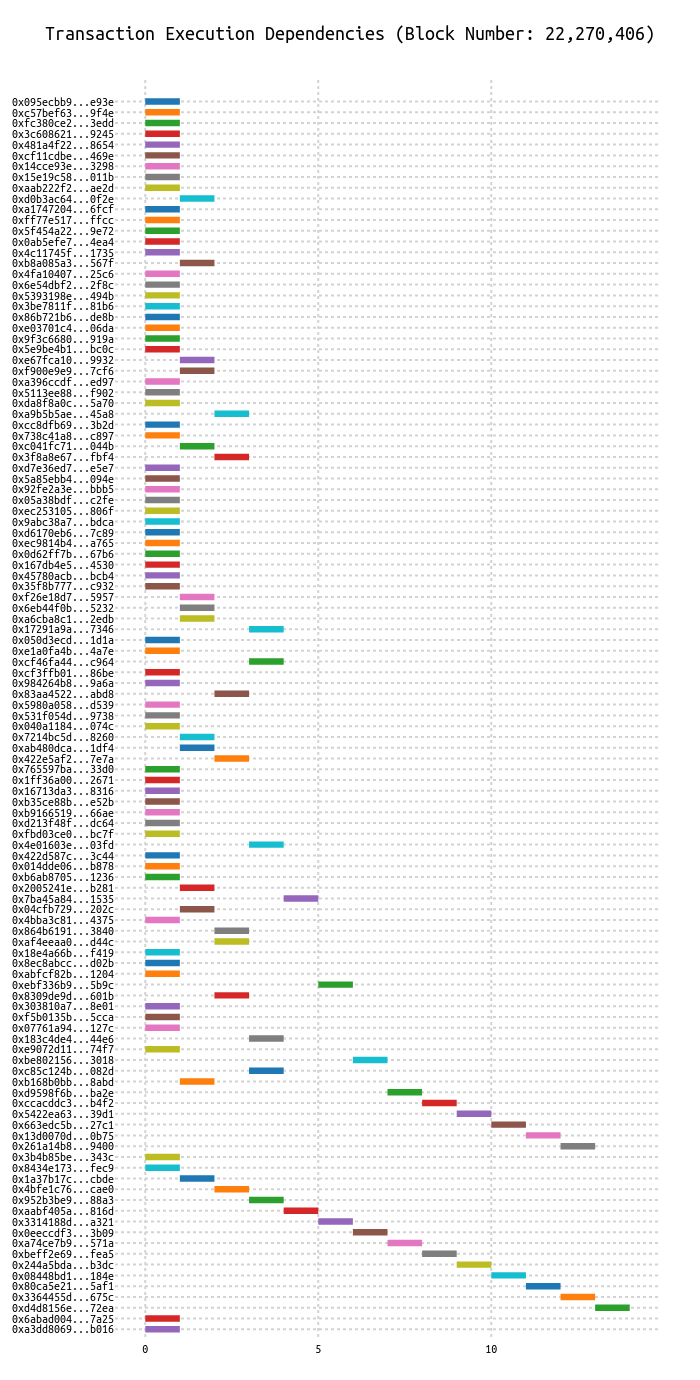 Transaction Execution Dependencies (Block Number: 22,270,406)
0x095ecbb9...e93e
0xc57bef63...9f4e
0xfc380ce2...3edd
0x3c608621...9245
0x481a4f22...8654
0xcf11cdbe...469e
0x14cce93e...3298
0x15e19c58...011b
0xaab222f2...ae2d
0xd0b3ac64...0f2e
0xa1747204...6fcf
0xff77e517...ffcc
0x5f454a22...9e72
0x0ab5efe7...4ea4
0x4c11745f...1735
0xb8a085a3...567f
0x4fa10407...25c6
0x6e54dbf2...2f8c
0x5393198e...494b
0x3be7811f...81b6
0x86b721b6...de8b
0xe03701c4...06da
0x9f3c6680...919a
0x5e9be4b1...bc0c
0xe67fca10...9932
0xf900e9e9...7cf6
0xa396ccdf...ed97
0x5113ee88...f902
0xda8f8a0c...5a70
0xa9b5b5ae...45a8
0xcc8dfb69...3b2d
0x738c41a8...c897
0xc041fc71...044b
0x3f8a8e67...fbf4
0xd7e36ed7...e5e7
0x5a85ebb4...094e
0x92fe2a3e...bbb5
0x05a38bdf...c2fe
0xec253105...806f
0x9abc38a7...bdca
0xd6170eb6...7c89
0xec9814b4...a765
0x0d62ff7b...67b6
0x167db4e5...4530
0x45780acb...bcb4
0x35f8b777...c932
0xf26e18d7...5957
0x6eb44f0b...5232
0xa6cba8c1...2edb
0x17291a9a...7346
0x050d3ecd...1d1a
0xe1a0fa4b...4a7e
0xcf46fa44...c964
0xcf3ffb01...86be
0x984264b8...9a6a
0x83aa4522...abd8
0x5980a058...d539
0x531f054d...9738
0x040a1184...074c
0x7214bc5d...8260
0xab480dca...1df4
0x422e5af2...7e7a
0x765597ba...33d0
0x1ff36a00...2671
0x16713da3...8316
0xb35ce88b...e52b
0xb9166519...66ae
0xd213f48f...dc64
0xfbd03ce0...bc7f
0x4e01603e...03fd
0x422d587c...3c44
0x014dde06...b878
0xb6ab8705...1236
0x2005241e...b281
0x7ba45a84...1535
0x04cfb729...202c
0x4bba3c81...4375
0x864b6191...3840
0xaf4eeaa0...d44c
0x18e4a66b...f419
0x8ec8abcc...d02b
0xabfcf82b...1204
0xebf336b9...5b9c
0x8309de9d...601b
0x303810a7...8e01
0xf5b0135b...5cca
0x07761a94...127c
0x183c4de4...44e6
0xe9072d11...74f7
0xbe802156...3018
0xc85c124b...082d
0xb168b0bb...8abd
0xd9598f6b...ba2e
0xccacddc3...b4f2
0x5422ea63...39d1
0x663edc5b...27c1
0x13d0070d...0b75
0x261a14b8...9400
0x3b4b85be...343c
0x8434e173...fec9
0x1a37b17c...cbde
0x4bfe1c76...cae0
0x952b3be9...88a3
0xaabf405a...816d
0x3314188d...a321
0x0eeccdf3...3b09
0xa74ce7b9...571a
0xbeff2e69...fea5
0x244a5bda...b3dc
0x08448bd1...184e
0x80ca5e21...5af1
0x3364455d...675c
0xd4d8156e...72ea
0x6abad004...7a25
0xa3dd8069...b016
0 5 10